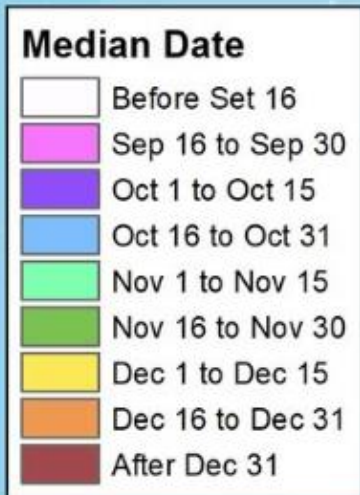 Median Date
Before Set 16
Sep 16 to Sep 30
Oct 1 to Oct 15
Oct 16 to Oct 31
Nov 1 to Nov 15
Nov 16 to Nov 30
Dec 1 to Dec 15
Dec 16 to Dec 31
After Dec 31